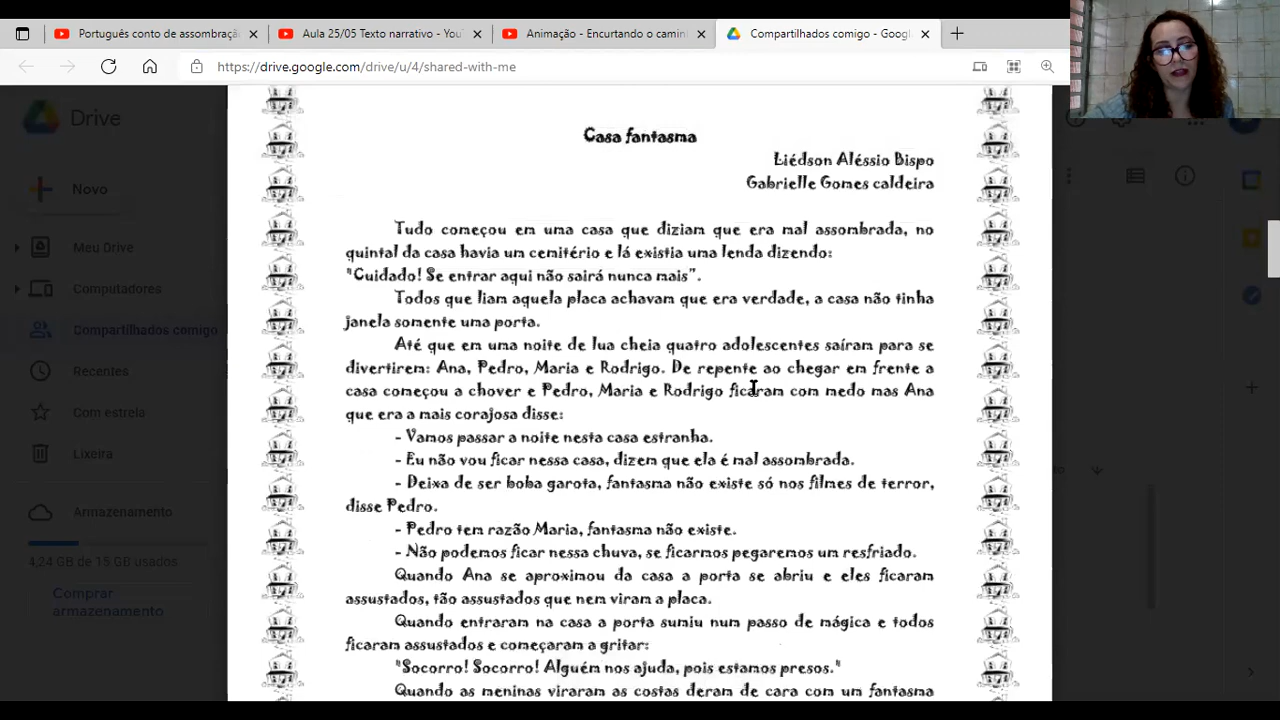 Português conto de assombraçã
Aula 25/05 Texto narrativo - YouT
Animação - Encurtando o camin
Compartilhados comigo - Goog
https://drive.google.com/drive/u/4/shared-with-me
Drive
Novo
Meu Drive
Computadores
Compartilhados comigo
Recentes
Com estrela
Lixeira
Armazenamento
4,24 GB de 15 GB usados
Comprar
armazenamento
Casa fantasma
Liédson Aléssio Bispo
Gabrielle Gomes caldeira
Tudo começou em uma casa que diziam que era mal assombrada, no
quintal da casa havia um cemitério e lá existia uma lenda dizendo:
"Cuidado! Se entrar aqui não sairá nunca mais".
Todos que liam aquela placa achavam que era verdade, a casa não tinha
janela somente uma porta.
Até que em uma noite de lua cheia quatro adolescentes saíram para se
divertirem: Ana, Pedro, Maria e Rodrigo. De repente ao chegar em frente a
casa começou a chover e Pedro, Maria e Rodrigo ficaram com medo mas Ana
que era a mais corajosa disse:
- Vamos passar a noite nesta casa estranha.
- Eu não vou ficar nessa casa, dizem que ela é mal assombrada.
- Deixa de ser boba garota, fantasma não existe só nos filmes de terror,
disse Pedro.
- Pedro tem razão Maria, fantasma não existe.
- Não podemos ficar nessa chuva, se ficarmos pegaremos um resfriado.
Quando Ana se aproximou da casa a porta se abriu e eles ficaram
assustados, tão assustados que nem viram a placa.
Quando entraram na casa a porta sumiu num passo de mágica e todos
ficaram assustados e começaram a gritar:
"Socorro! Socorro! Alguém nos ajuda, pois estamos presos."
Quando as meninas viraram as costas deram de cara com um fantasma